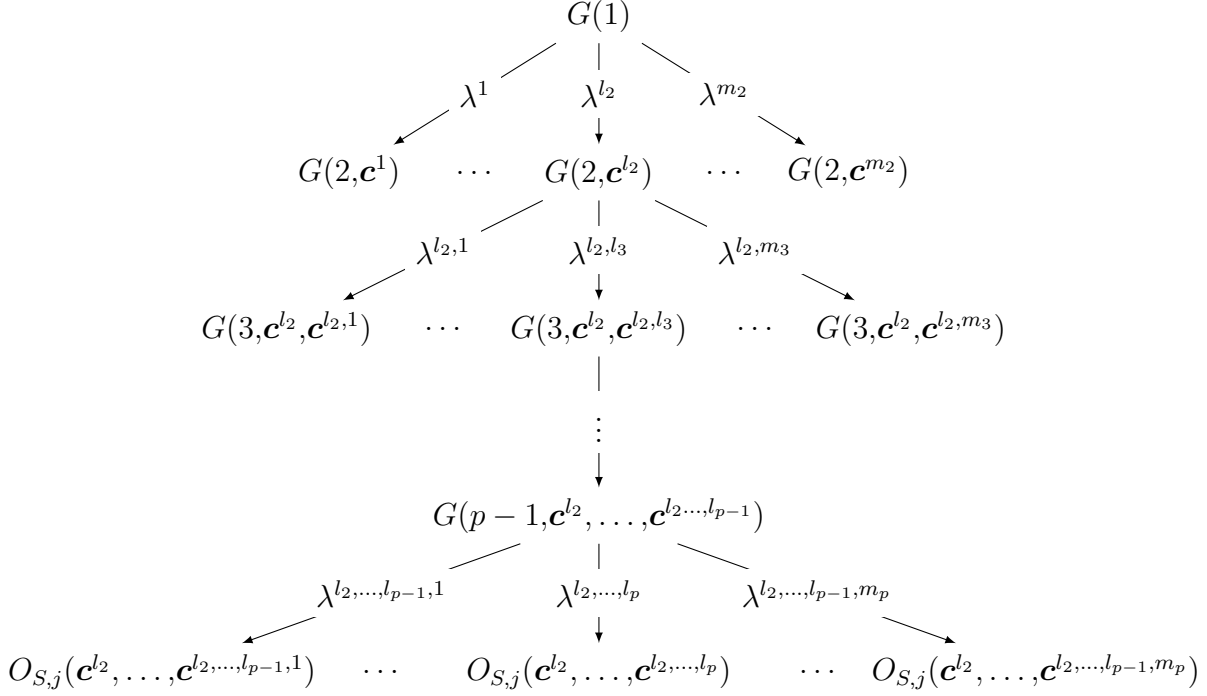 G(1)
λ^1 λ^{l_2} λ^{m_2}
G(2,c^1) ⋯ G(2,c^{l_2}) ⋯ G(2,c^{m_2})
λ^{l_2,1} λ^{l_2,l_3} λ^{l_2,m_3}
G(3,c^{l_2},c^{l_2,1}) ⋯ G(3,c^{l_2},c^{l_2,l_3}) ⋯ G(3,c^{l_2},c^{l_2,m_3})
⋮
G(p − 1,c^{l_2},…,c^{l_2…,l_{p−1}})
λ^{l_2,…,l_{p−1},1} λ^{l_2,…,l_p} λ^{l_2,…,l_{p−1},m_p}
O_{S,j}(c^{l_2},…,c^{l_2,…,l_{p−1},1}) ⋯ O_{S,j}(c^{l_2},…,c^{l_2,…,l_p}) ⋯ O_{S,j}(c^{l_2},…,c^{l_2,…,l_{p−1},m_p})